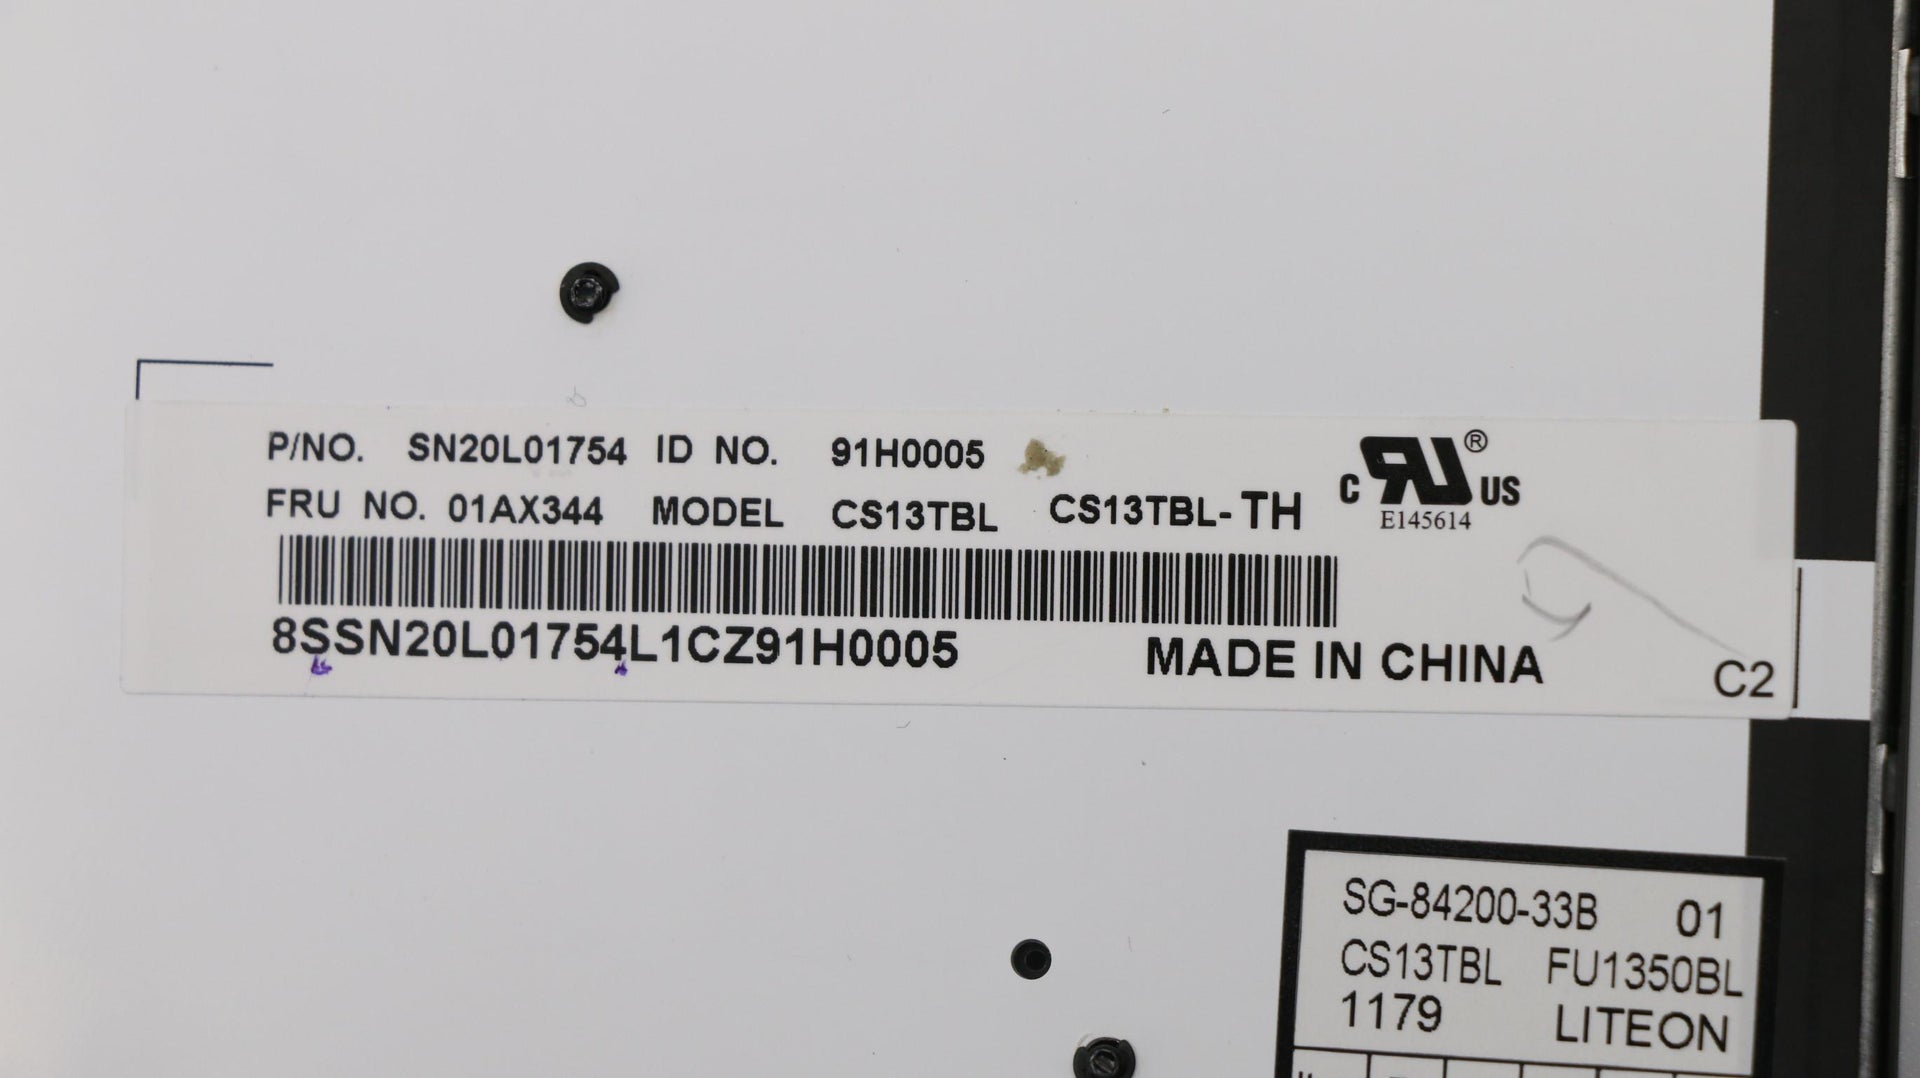 P/NO. SN20L01754 ID NO. 91H0005
FRU NO. 01AX344 MODEL CS13TBL CS13TBL-TH
c RU® US
E145614
8SSN20L01754L1CZ91H0005 MADE IN CHINA
C2
SG-84200-33B 01
CS13TBL FU1350BL
1179 LITEON